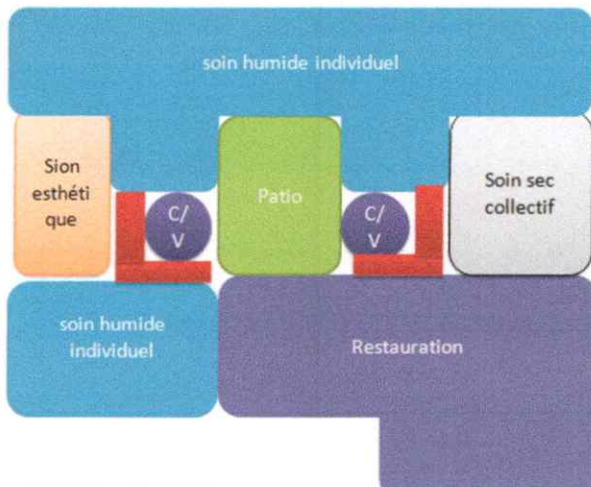 soin humide individuel
Sion
esthéti
que
C/
V
Patio
C/
V
Soin sec
collectif
soin humide
individuel
Restauration